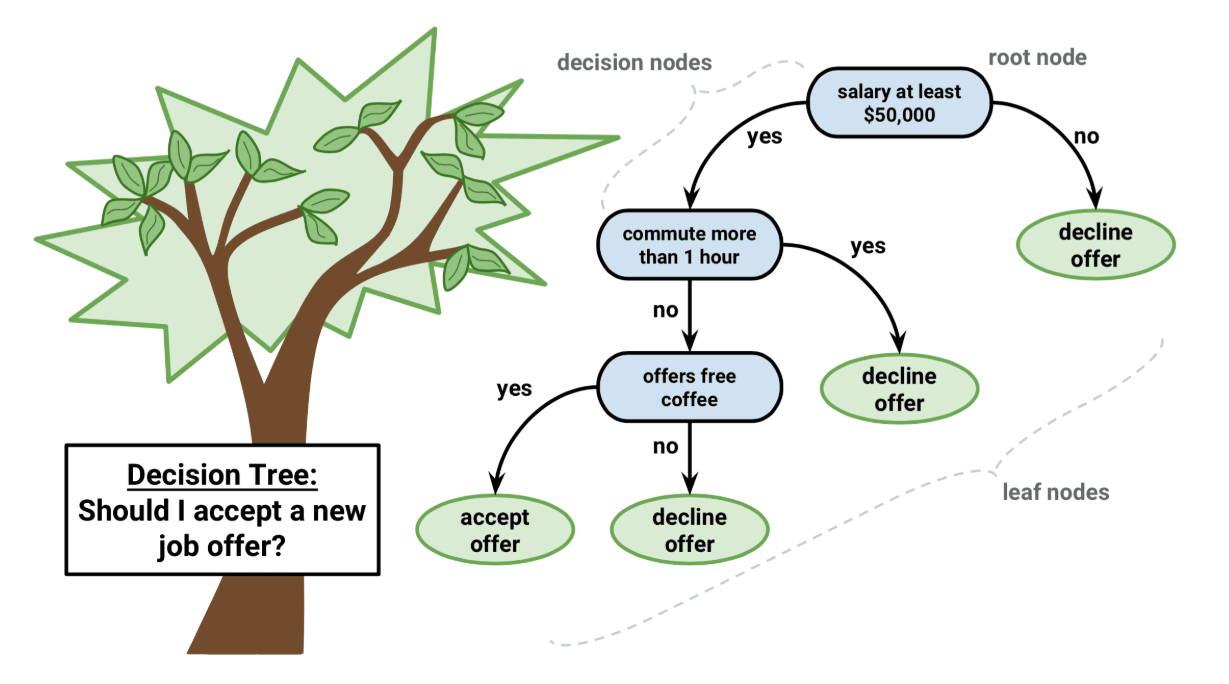 decision nodes
root node
salary at least
$50,000
yes
no
commute more
than 1 hour
decline
offer
yes
no
offers free
coffee
decline
offer
yes
no
Decision Tree:
Should I accept a new
job offer?
accept
offer
decline
offer
leaf nodes